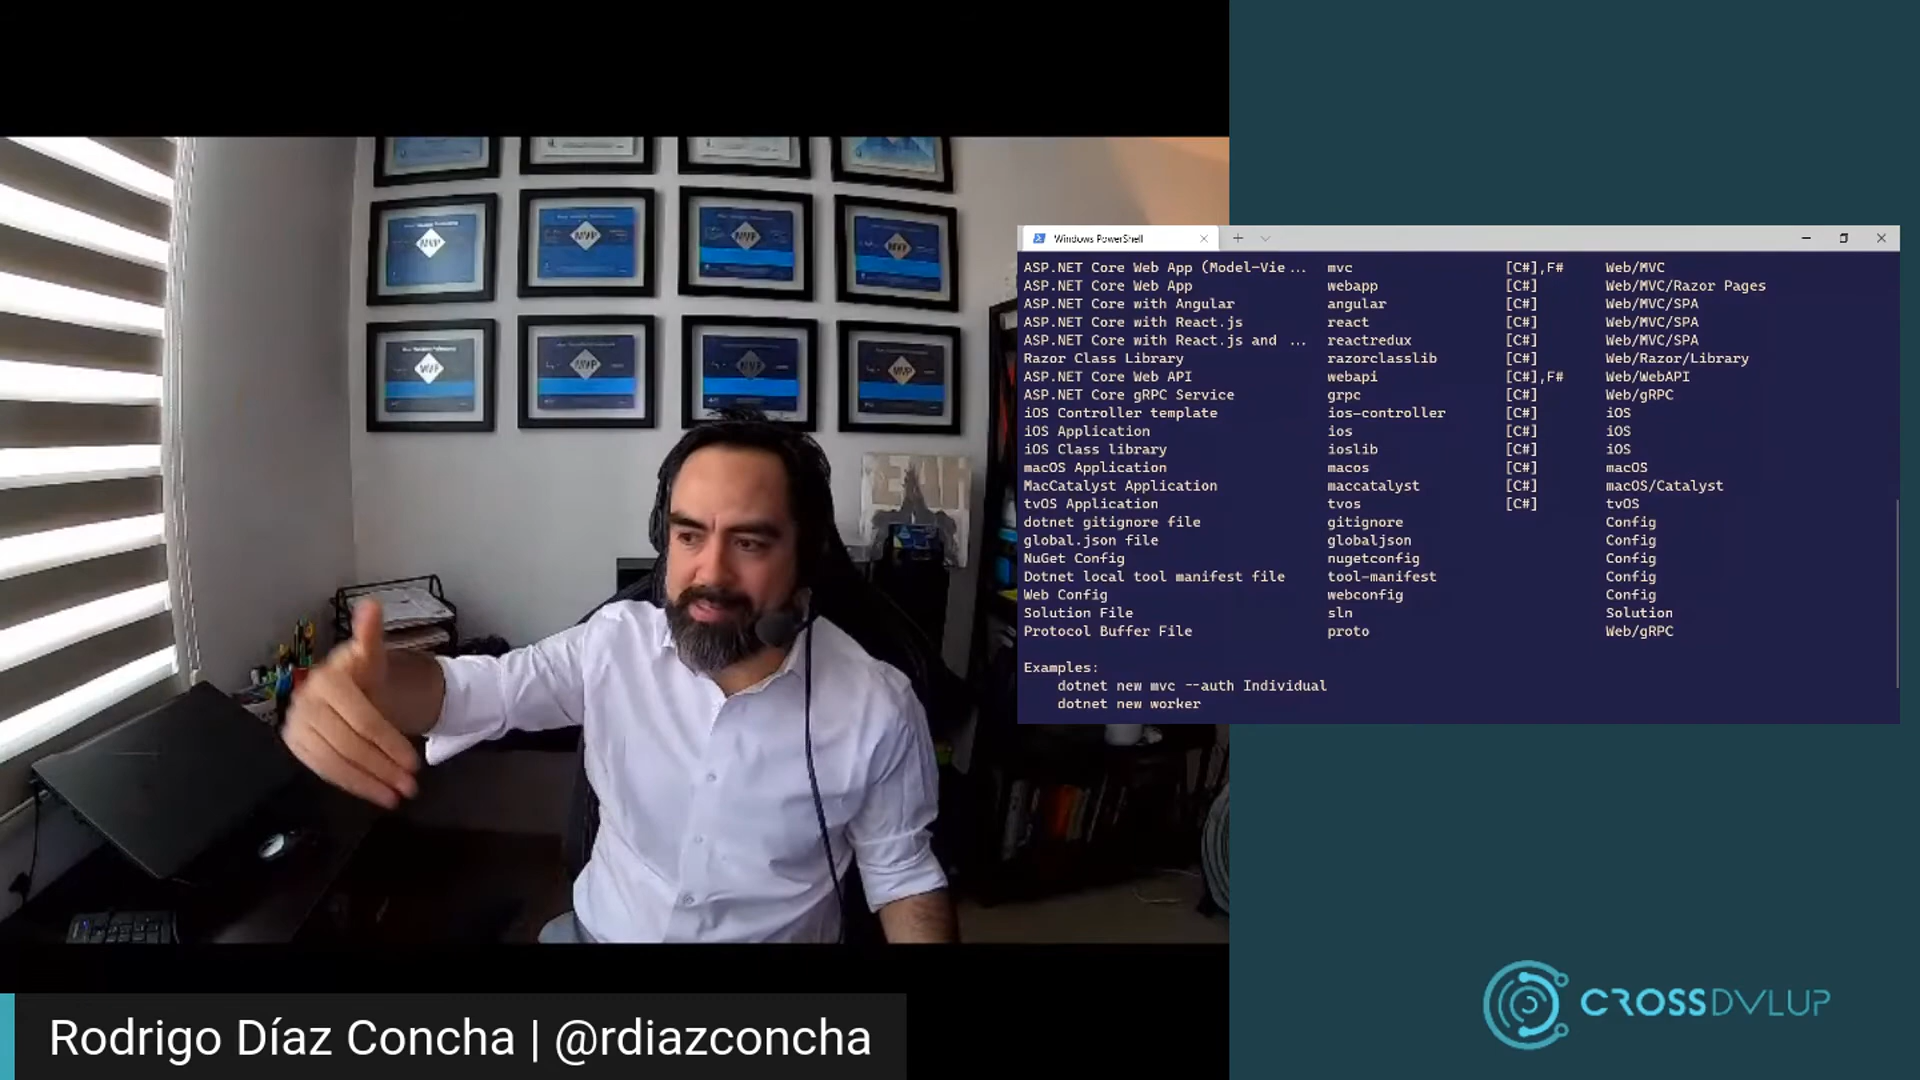 MVP
MVP
MVP
MVP
MVP
MVP
MVP
MVP
Windows PowerShell
ASP.NET Core Web App (Model-Vie... mvc [C#],F# Web/MVC
ASP.NET Core Web App webapp [C#] Web/MVC/Razor Pages
ASP.NET Core with Angular angular [C#] Web/MVC/SPA
ASP.NET Core with React.js react [C#] Web/MVC/SPA
ASP.NET Core with React.js and ... reactredux [C#] Web/MVC/SPA
Razor Class Library razorclasslib [C#] Web/Razor/Library
ASP.NET Core Web API webapi [C#],F# Web/WebAPI
ASP.NET Core gRPC Service grpc [C#] Web/gRPC
iOS Controller template ios-controller [C#] iOS
iOS Application ios [C#] iOS
iOS Class library ioslib [C#] iOS
macOS Application macos [C#] macOS
MacCatalyst Application maccatalyst [C#] macOS/Catalyst
tvOS Application tvos [C#] tvOS
dotnet gitignore file gitignore Config
global.json file globaljson Config
NuGet Config nugetconfig Config
Dotnet local tool manifest file tool-manifest Config
Web Config webconfig Config
Solution File sln Solution
Protocol Buffer File proto Web/gRPC
Examples:
dotnet new mvc --auth Individual
dotnet new worker
Rodrigo Díaz Concha | @rdiazconcha
CROSSDVLUP